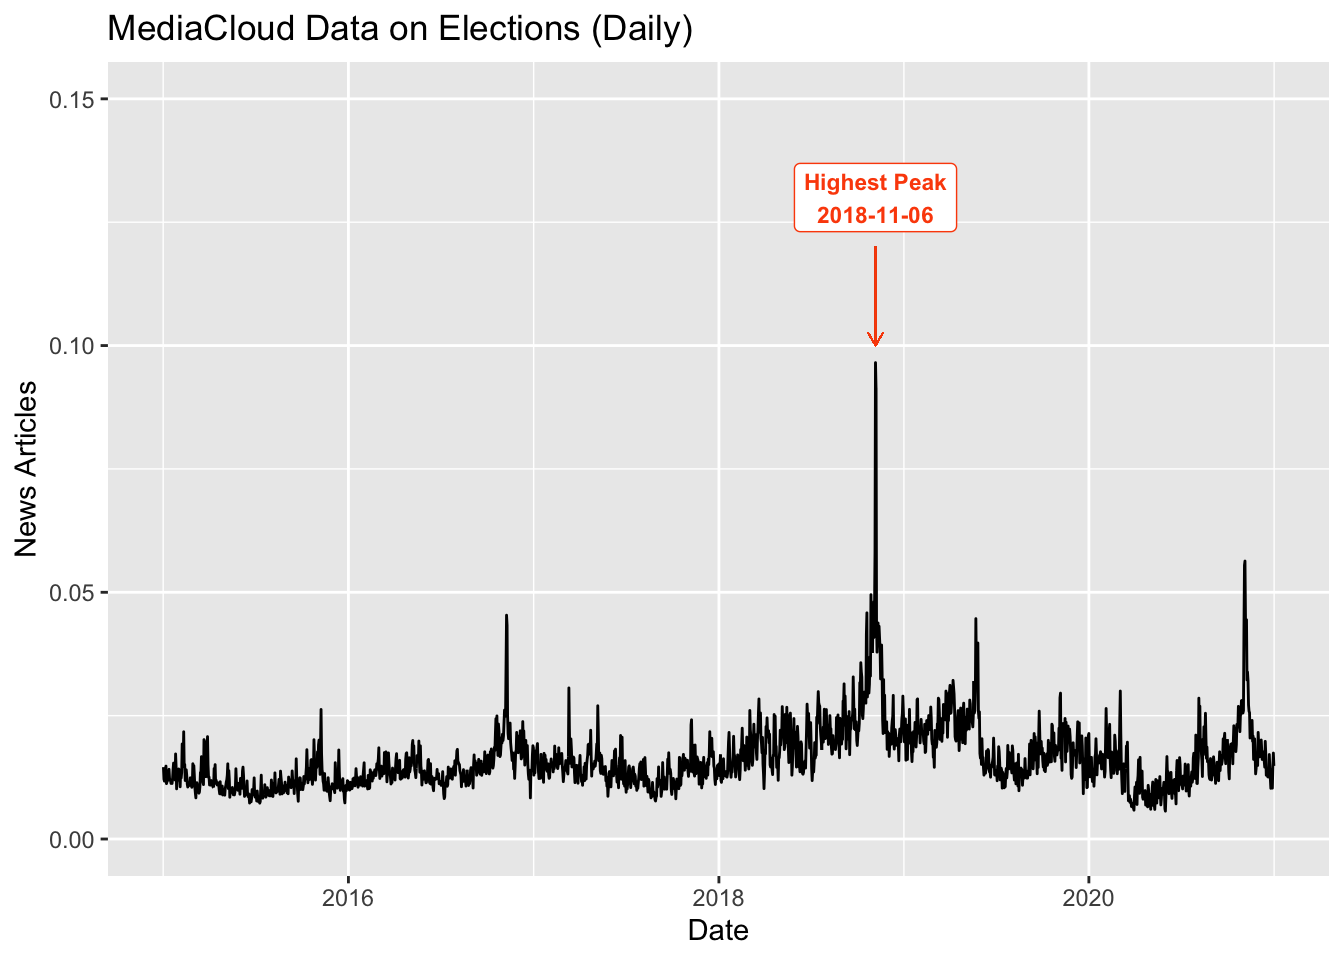 MediaCloud Data on Elections (Daily)
0.15
Highest Peak
2018-11-06
0.10
News Articles
0.05
0.00
2016
2018
2020
Date